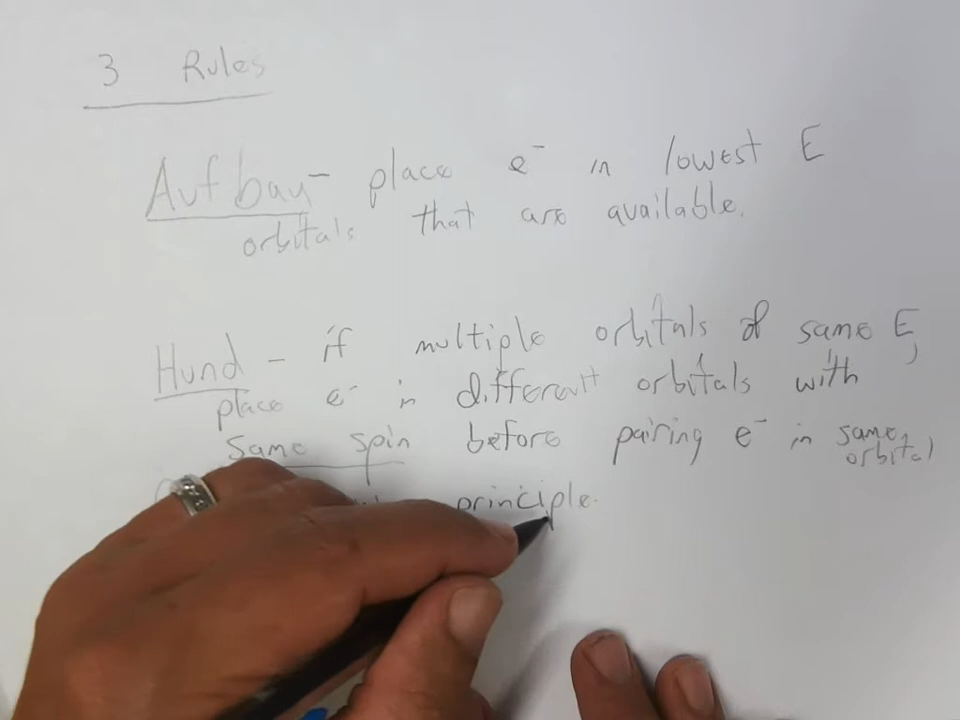 3 Rules
Aufbau - place e⁻ in lowest E
orbitals that are available.
Hund - if multiple orbitals of same E,
place e⁻ in different orbitals with
same spin before pairing e⁻ in same
orbital
principle.